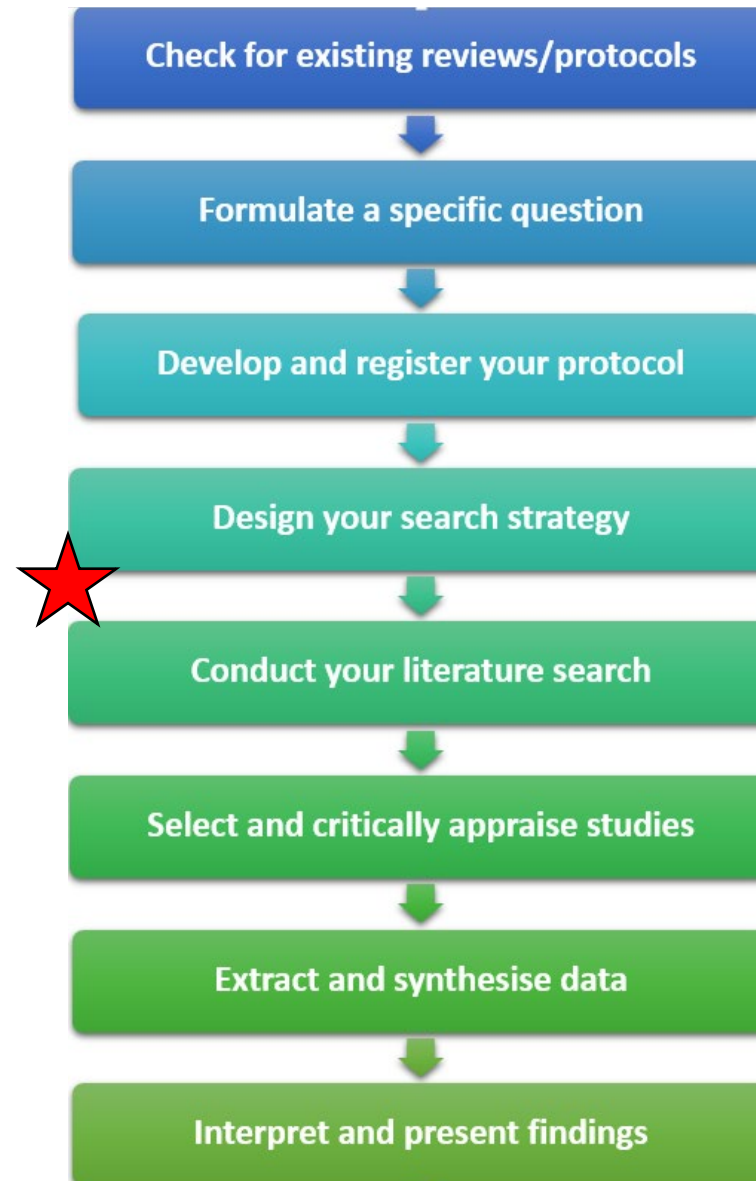 Check for existing reviews/protocols
Formulate a specific question
Develop and register your protocol
Design your search strategy
Conduct your literature search
Select and critically appraise studies
Extract and synthesise data
Interpret and present findings